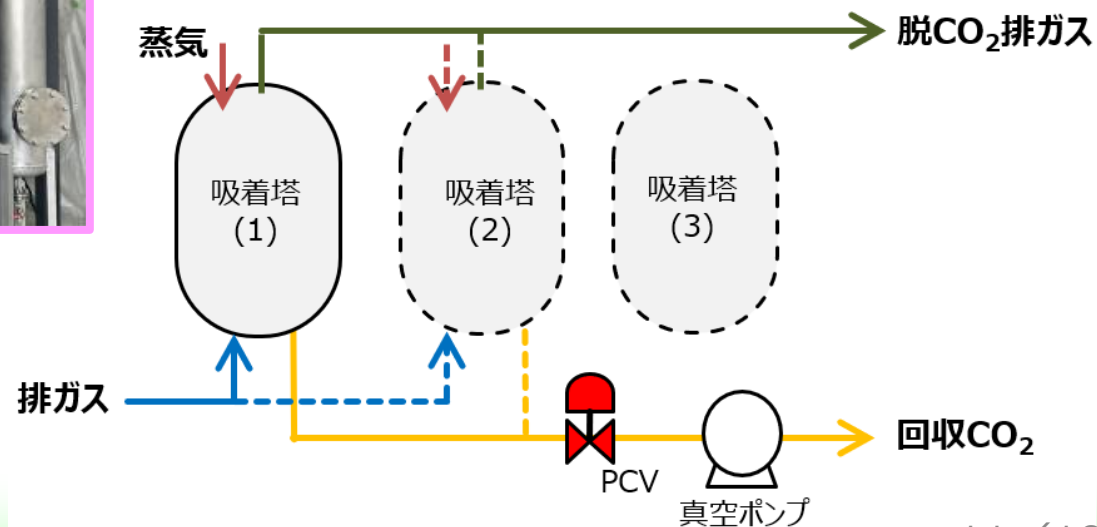 蒸気
脱CO₂排ガス
吸着塔
(1)
吸着塔
(2)
吸着塔
(3)
排ガス
回収CO₂
PCV
真空ポンプ